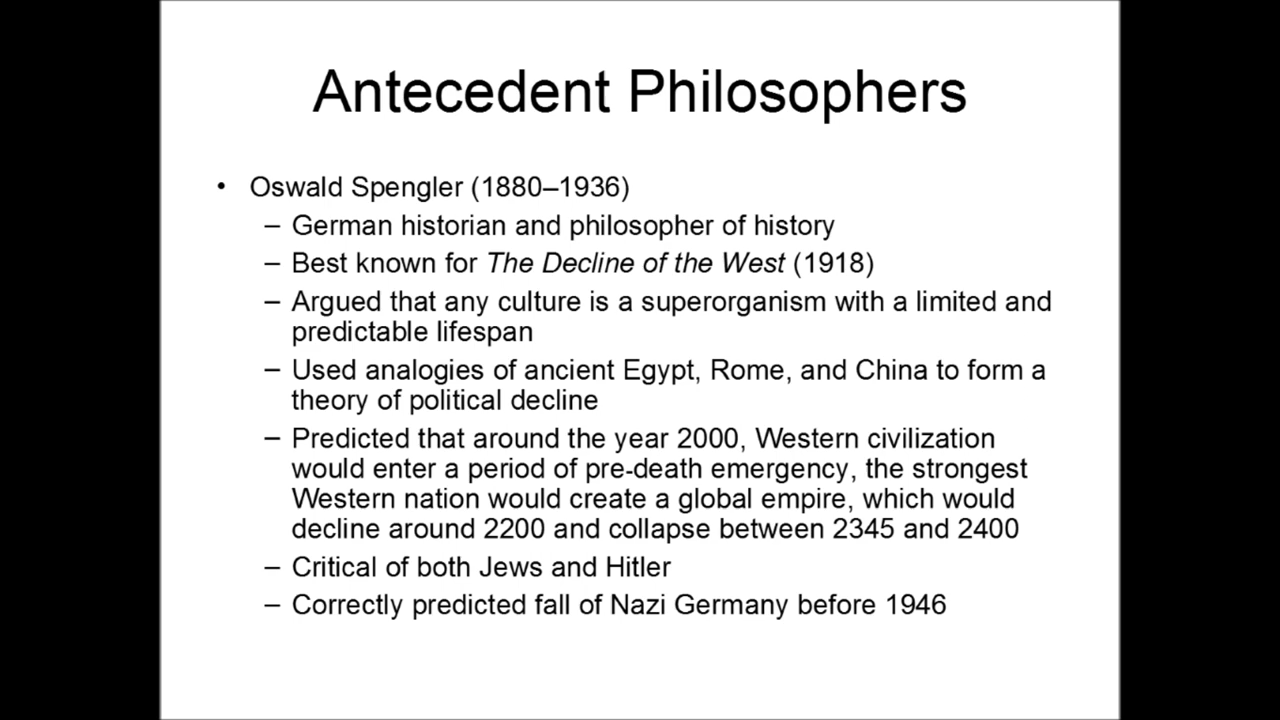 Antecedent Philosophers
• Oswald Spengler (1880–1936)
– German historian and philosopher of history
– Best known for The Decline of the West (1918)
– Argued that any culture is a superorganism with a limited and
predictable lifespan
– Used analogies of ancient Egypt, Rome, and China to form a
theory of political decline
– Predicted that around the year 2000, Western civilization
would enter a period of pre-death emergency, the strongest
Western nation would create a global empire, which would
decline around 2200 and collapse between 2345 and 2400
– Critical of both Jews and Hitler
– Correctly predicted fall of Nazi Germany before 1946